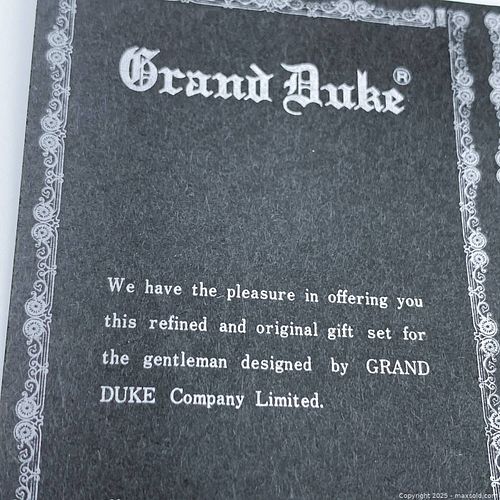 Grand Duke®
We have the pleasure in offering you
this refined and original gift set for
the gentleman designed by GRAND
DUKE Company Limited.
Copyright 2025 - maxsold.com